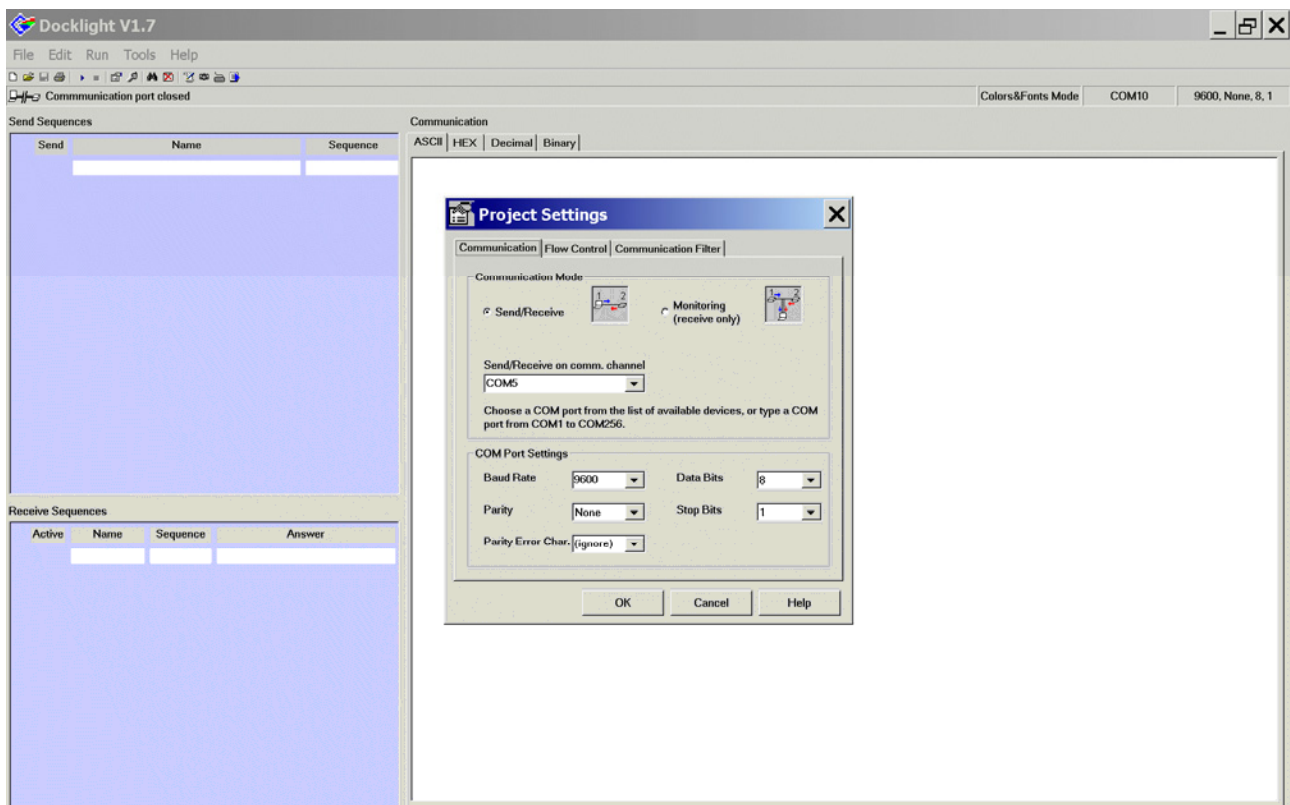 Docklight V1.7
File Edit Run Tools Help
Commmunication port closed Colors&Fonts Mode COM10 9600, None, 8, 1
Send Sequences
Send Name Sequence
Communication
ASCII HEX Decimal Binary
Project Settings
Communication Flow Control Communication Filter
Communication Mode
1 2
Send/Receive
1 2
Monitoring
(receive only)
Send/Receive on comm. channel
COM5
Choose a COM port from the list of available devices, or type a COM
port from COM1 to COM256.
COM Port Settings
Baud Rate 9600 Data Bits 8
Parity None Stop Bits 1
Parity Error Char. (ignore)
OK Cancel Help
Receive Sequences
Active Name Sequence Answer